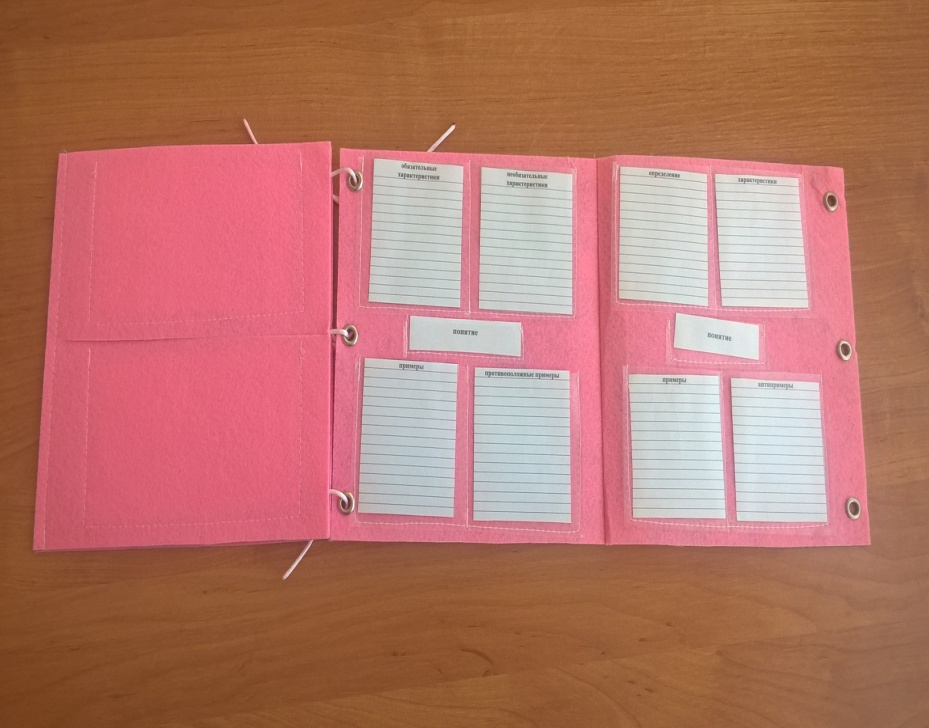 обязательные
характеристики
необязательные
характеристики
понятие
примеры
противоположные примеры
определение
характеристики
понятие
примеры
антипримеры